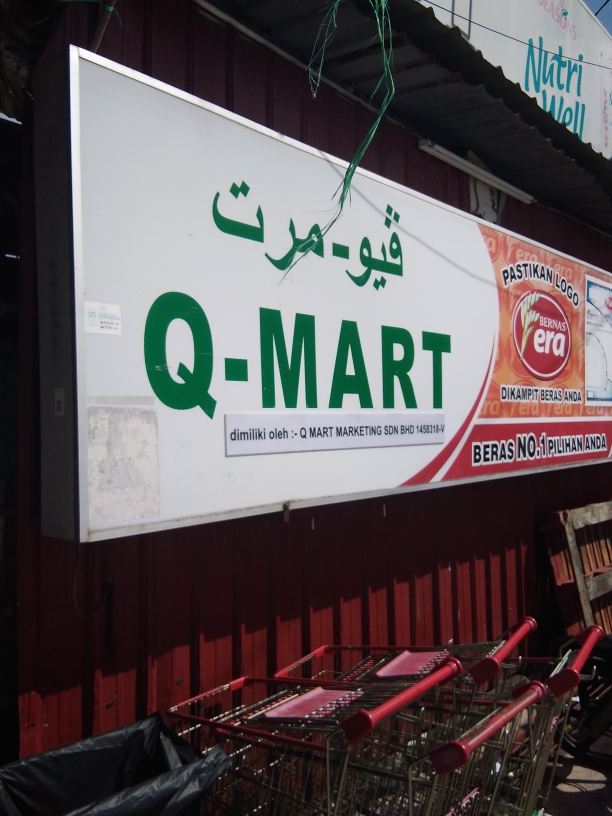 Nutri
Well
ڤيو-مرت
Q-MART
dimiliki oleh :- Q MART MARKETING SDN BHD 1458318-V
PASTIKAN LOGO
BERNAS
era
DIKAMPIT BERAS ANDA
BERAS NO.1 PILIHAN ANDA